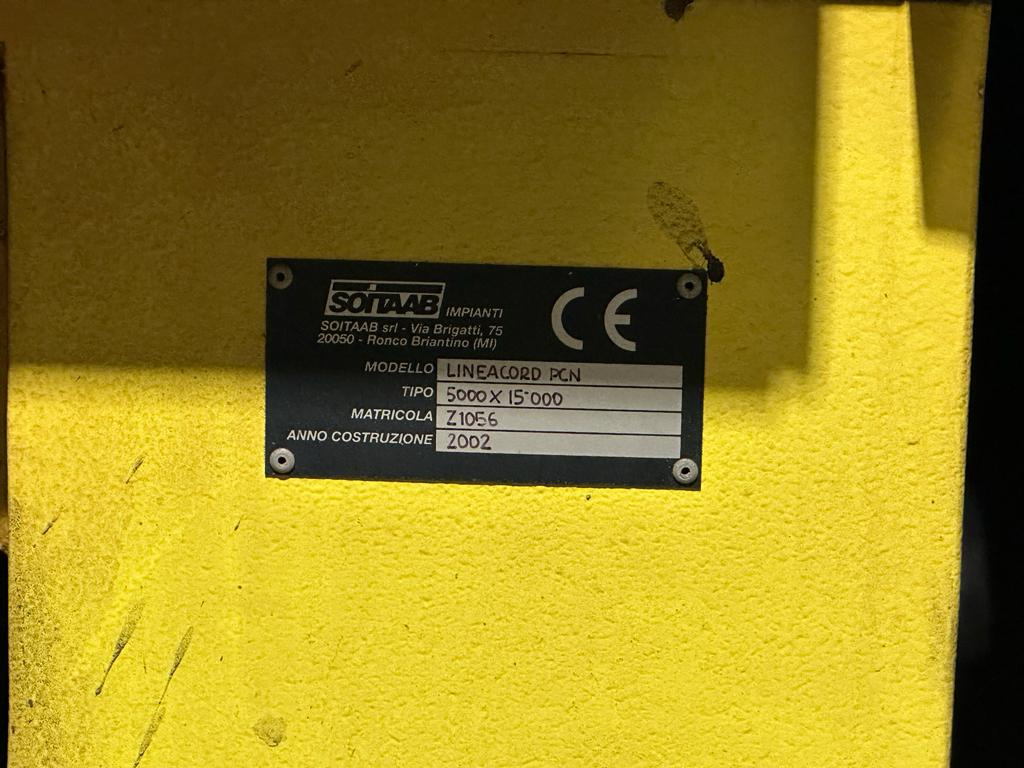 SOITAAB IMPIANTI
SOITAAB srl - Via Brigatti, 75
20050 - Ronco Briantino (MI)
CE
MODELLO LINEACORD PCN
TIPO 5000 X 15'000
MATRICOLA Z1056
ANNO COSTRUZIONE 2002